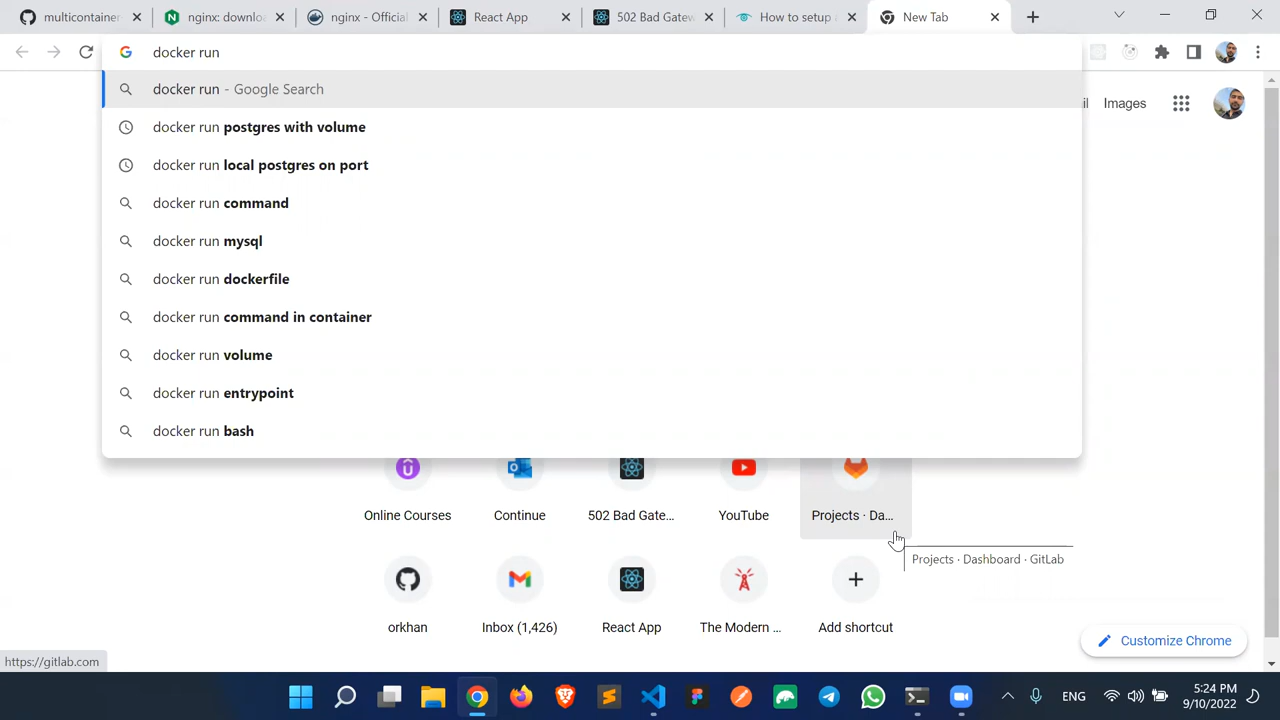 multicontainer
nginx: downlo
nginx - Official
React App
502 Bad Gatew
How to setup a
New Tab
docker run
docker run - Google Search
docker run postgres with volume
docker run local postgres on port
docker run command
docker run mysql
docker run dockerfile
docker run command in container
docker run volume
docker run entrypoint
docker run bash
il
Images
Online Courses
Continue
502 Bad Gate...
YouTube
Projects · Da...
Projects · Dashboard · GitLab
orkhan
Inbox (1,426)
React App
The Modern ...
Add shortcut
Customize Chrome
https://gitlab.com
ENG
5:24 PM
9/10/2022